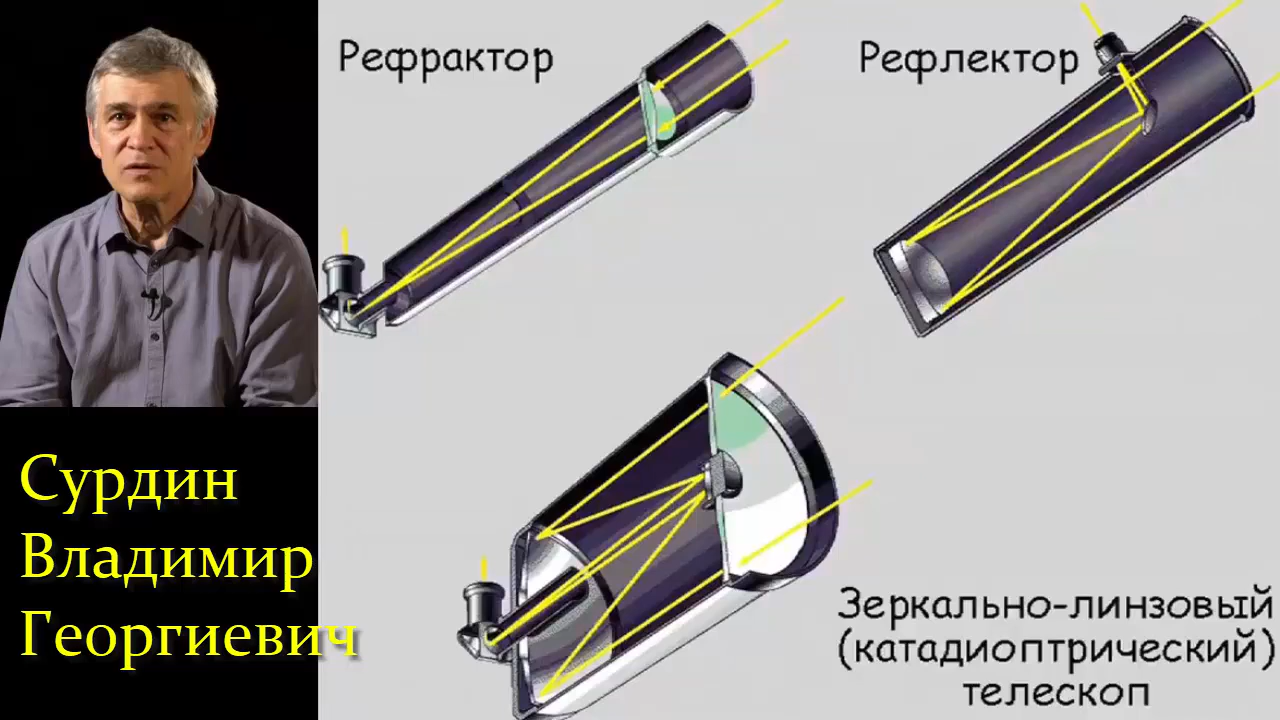 Рефрактор
Рефлектор
Сурдин
Владимир
Георгиевич
Зеркально-линзовый
(катадиоптрический)
телескоп